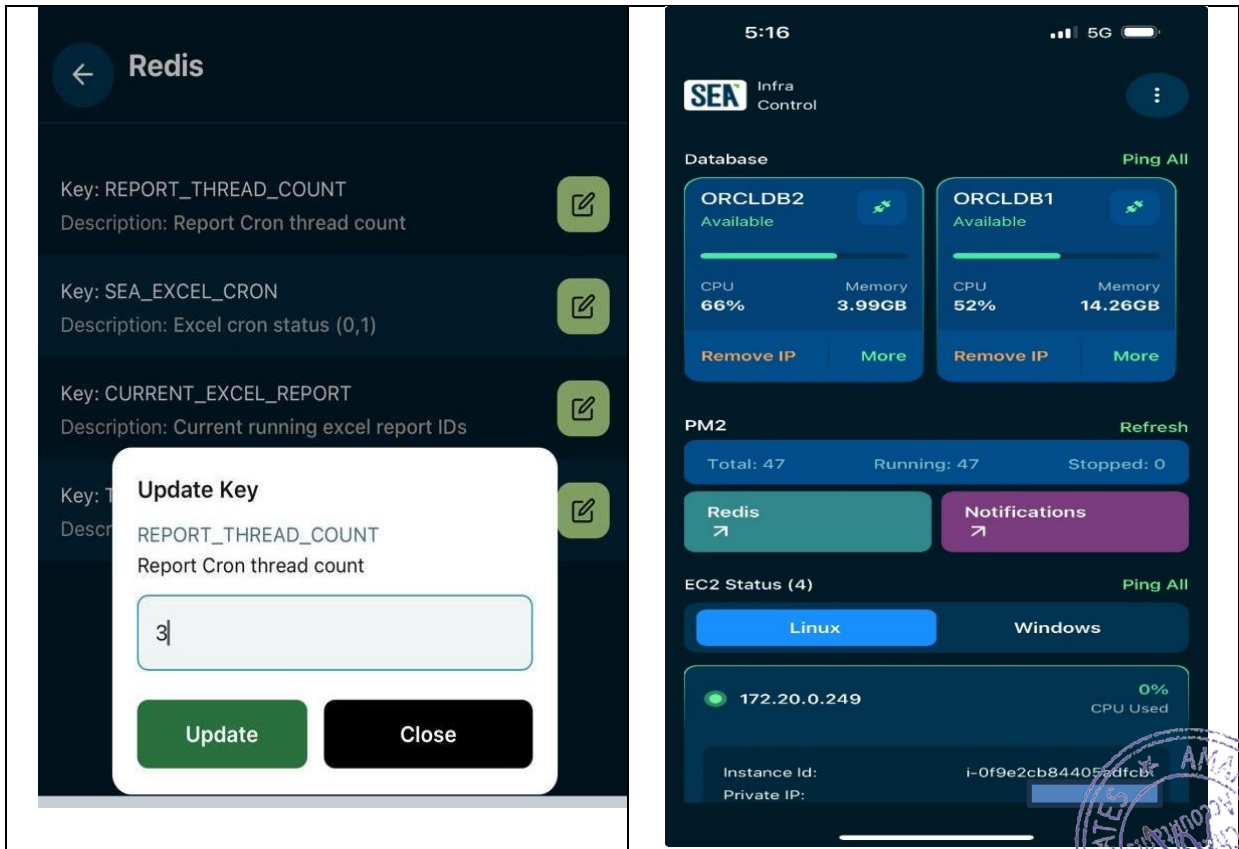 Redis
Key: REPORT_THREAD_COUNT
Description: Report Cron thread count
Key: SEA_EXCEL_CRON
Description: Excel cron status (0,1)
Key: CURRENT_EXCEL_REPORT
Description: Current running excel report IDs
Key: T
Descr
Update Key
REPORT_THREAD_COUNT
Report Cron thread count
3
Update Close
5:16 5G
SEA Infra
Control
Database Ping All
ORCLDB2 ORCLDB1
Available Available
CPU Memory CPU Memory
66% 3.99GB 52% 14.26GB
Remove IP More Remove IP More
PM2 Refresh
Total: 47 Running: 47 Stopped: 0
Redis Notifications
EC2 Status (4) Ping All
Linux Windows
172.20.0.249 0%
CPU Used
Instance Id: i-0f9e2cb84405adfcb
Private IP: